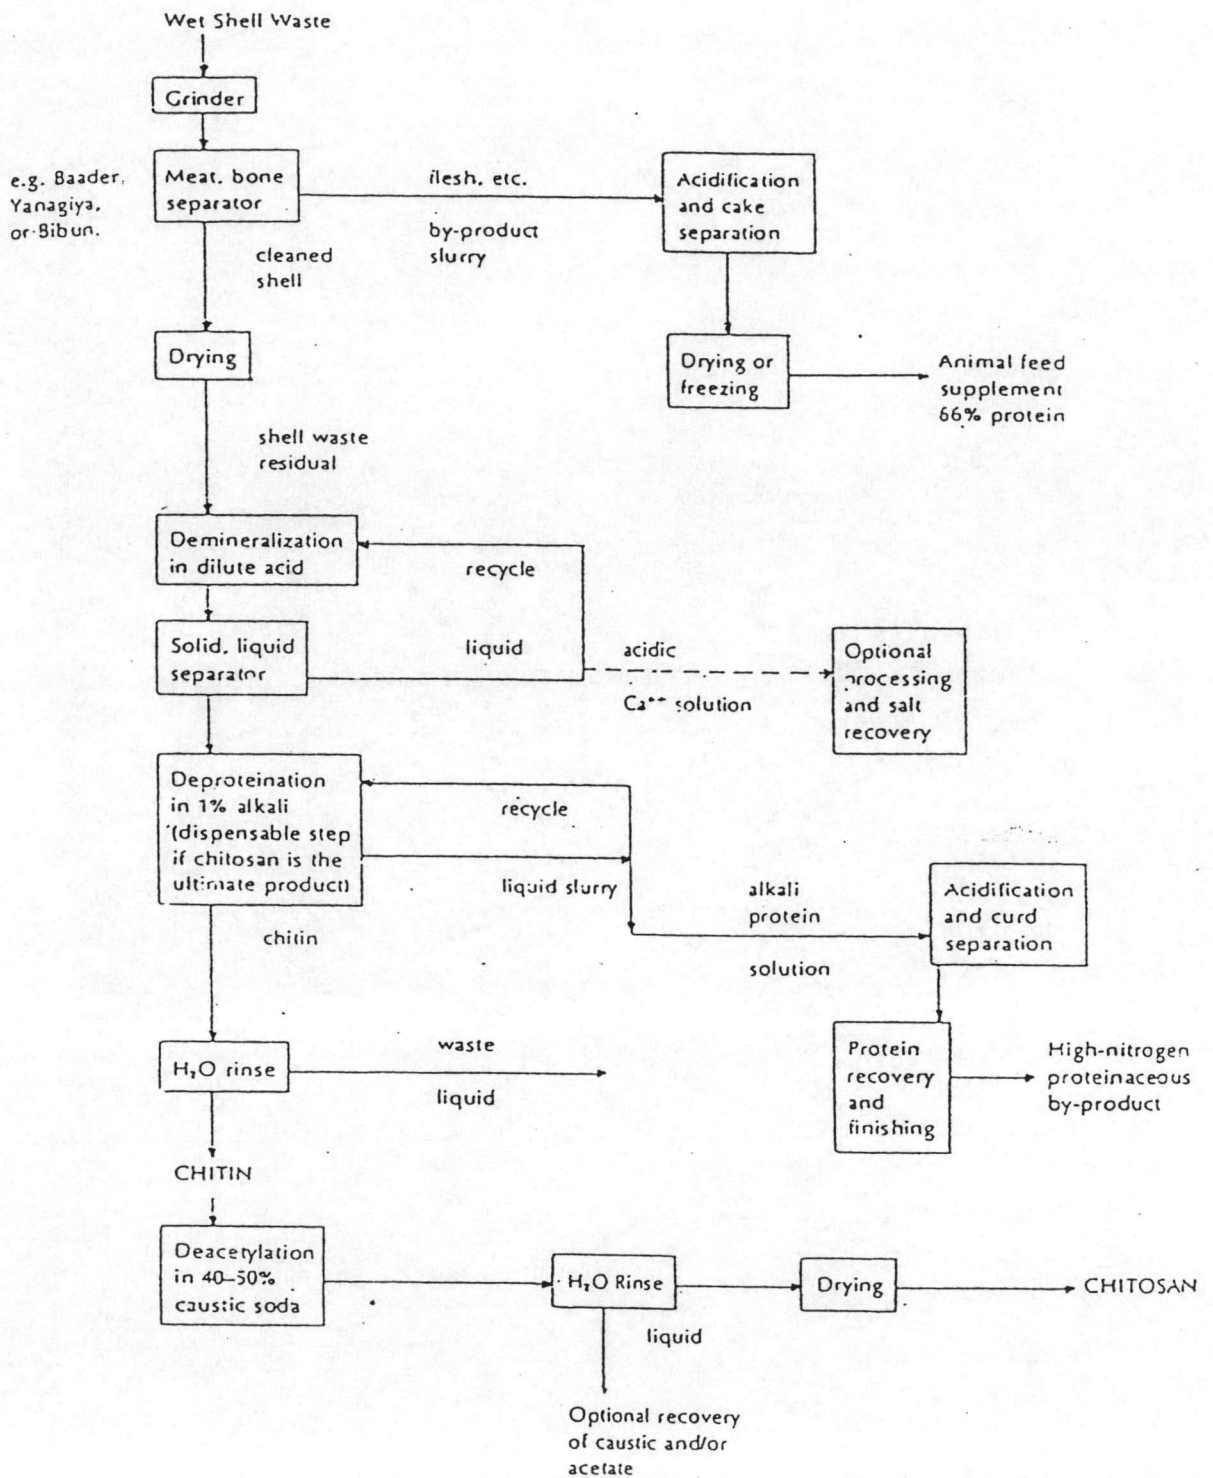 Wet Shell Waste
Grinder
e.g. Baader,
Yanagiya,
or Bibun.
Meat, bone
separator
flesh, etc.
by-product
slurry
Acidification
and cake
separation
cleaned
shell
Drying
Drying or
freezing
Animal feed
supplement
66% protein
shell waste
residual
Demineralization
in dilute acid
recycle
Solid, liquid
separator
liquid
acidic
Ca⁺⁺ solution
Optional
processing
and salt
recovery
Deproteination
in 1% alkali
(dispensable step
if chitosan is the
ultimate product)
recycle
liquid slurry
alkali
protein
solution
Acidification
and curd
separation
chitin
H₂O rinse
waste
liquid
Protein
recovery
and
finishing
High-nitrogen
proteinaceous
by-product
CHITIN
Deacetylation
in 40–50%
caustic soda
H₂O Rinse
Drying
CHITOSAN
liquid
Optional recovery
of caustic and/or
acetate